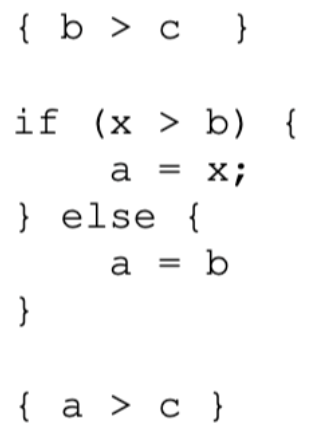 { b > c  }
if (x > b) {
    a = x;
} else {
    a = b
}
{ a > c }